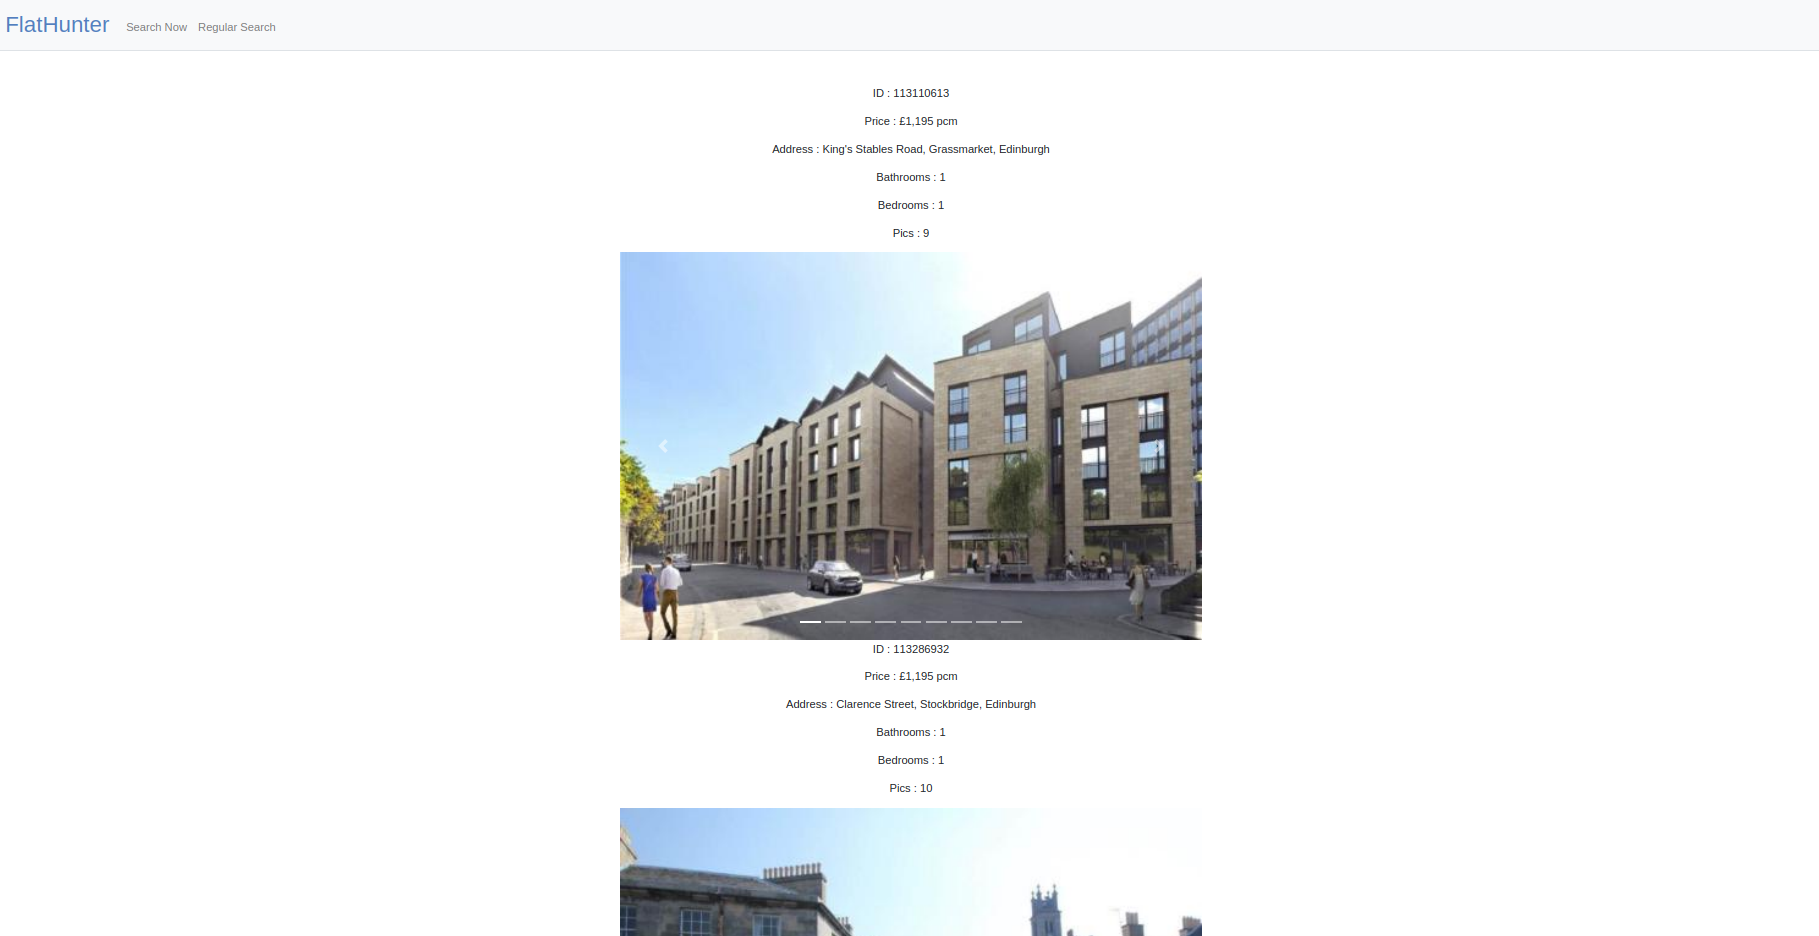 FlatHunter Search Now Regular Search
ID : 113110613
Price : £1,195 pcm
Address : King's Stables Road, Grassmarket, Edinburgh
Bathrooms : 1
Bedrooms : 1
Pics : 9
ID : 113286932
Price : £1,195 pcm
Address : Clarence Street, Stockbridge, Edinburgh
Bathrooms : 1
Bedrooms : 1
Pics : 10